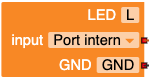 LED L
input Port intern
GND GND